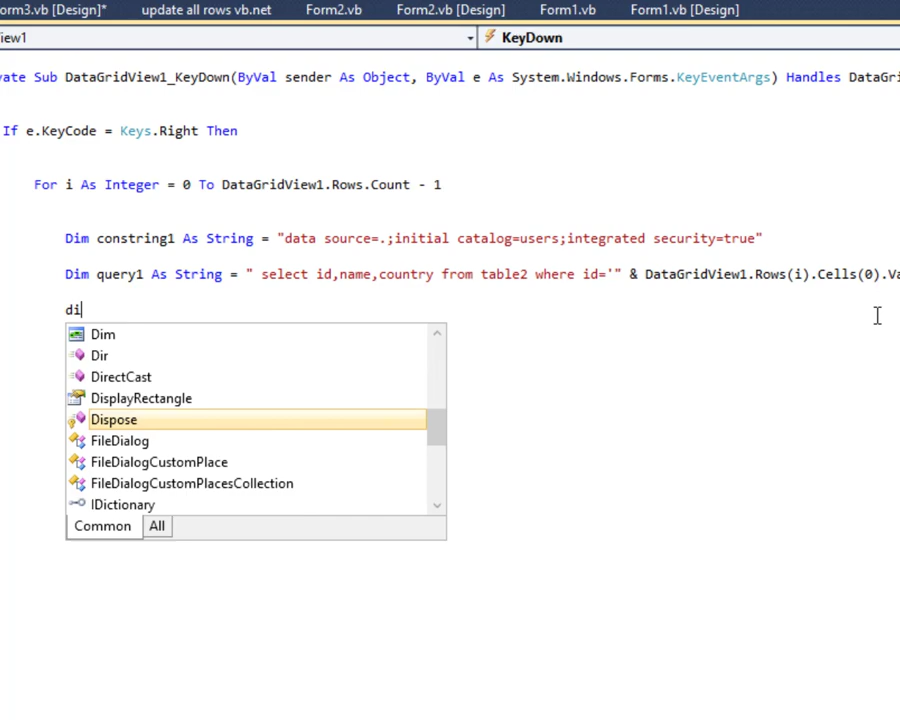 orm3.vb [Design]* update all rows vb.net Form2.vb Form2.vb [Design] Form1.vb Form1.vb [Design]
iew1 KeyDown
vate Sub DataGridView1_KeyDown(ByVal sender As Object, ByVal e As System.Windows.Forms.KeyEventArgs) Handles DataGri
If e.KeyCode = Keys.Right Then
For i As Integer = 0 To DataGridView1.Rows.Count - 1
Dim constring1 As String = "data source=.;initial catalog=users;integrated security=true"
Dim query1 As String = " select id,name,country from table2 where id='" & DataGridView1.Rows(i).Cells(0).Va
di
Dim
Dir
DirectCast
DisplayRectangle
Dispose
FileDialog
FileDialogCustomPlace
FileDialogCustomPlacesCollection
IDictionary
Common All